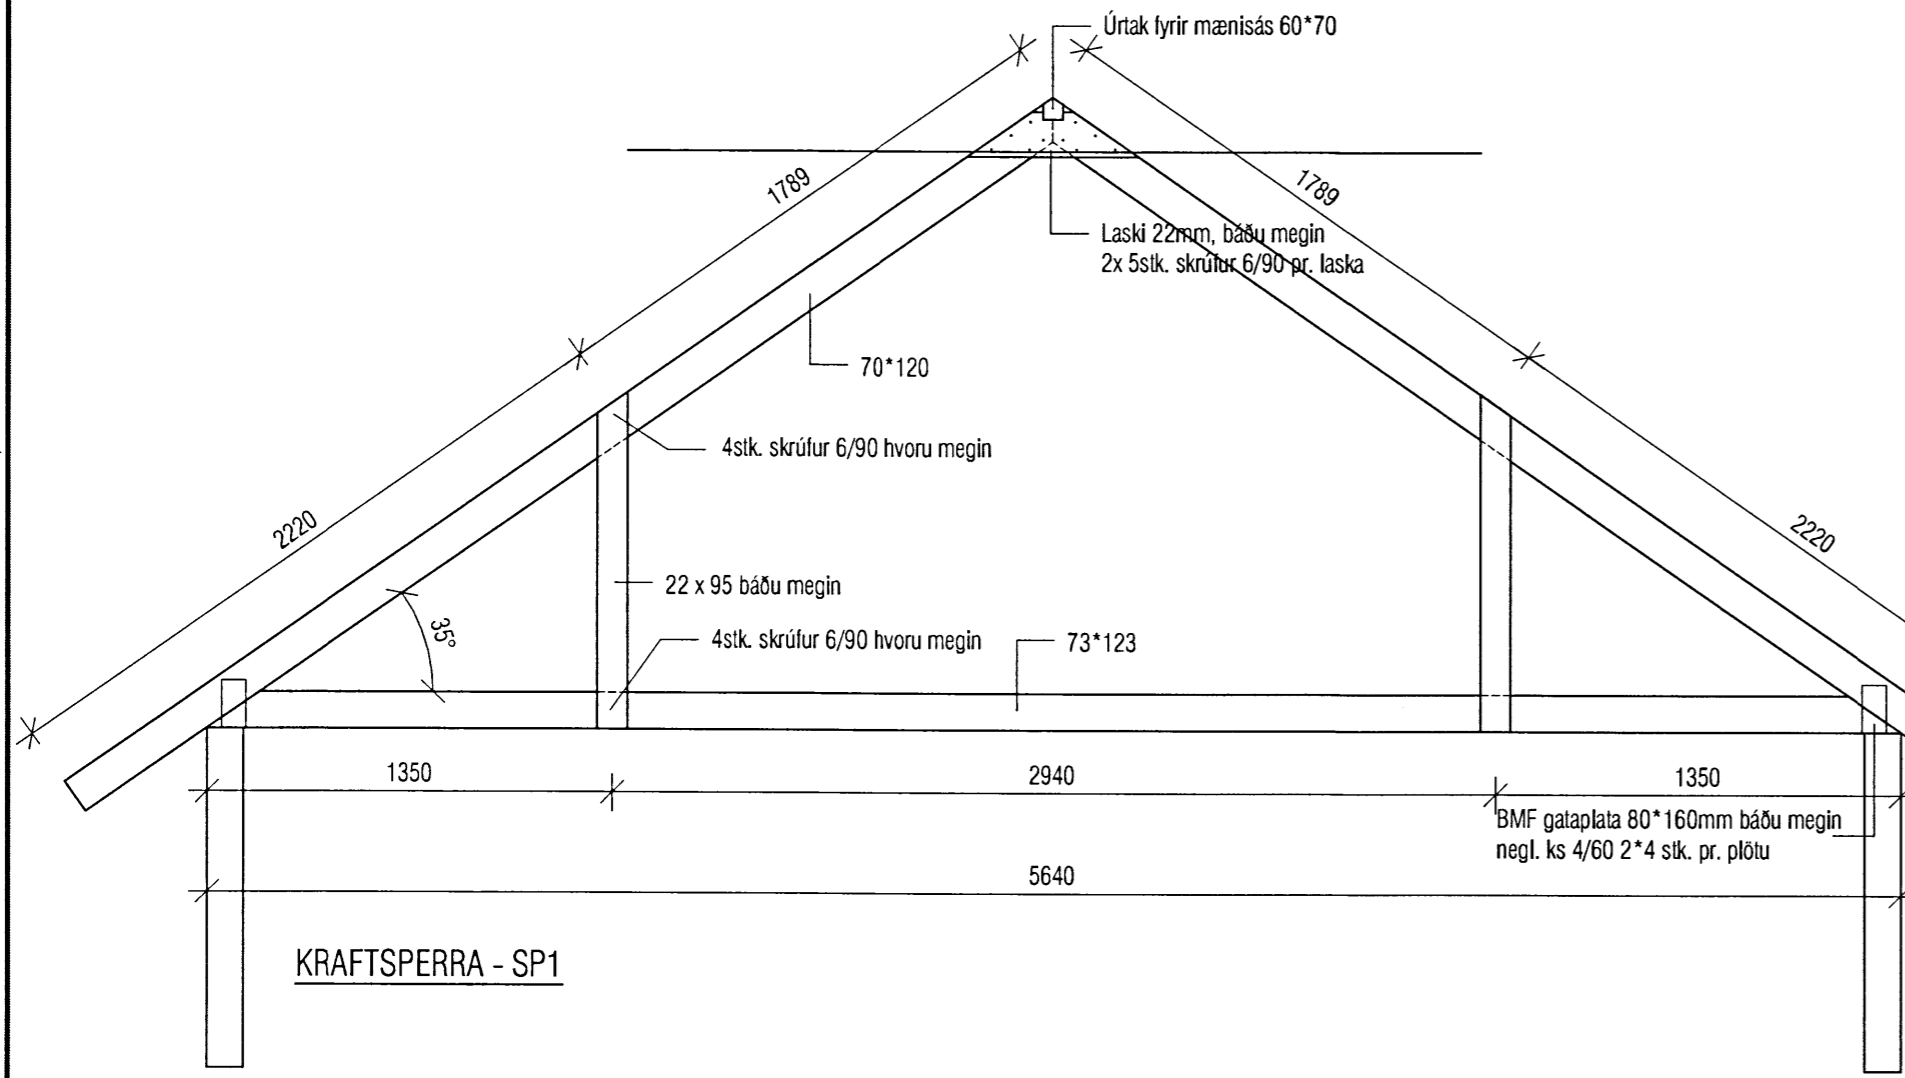 Úrtak fyrir mænisás 60*70
1789
1789
Laski 22mm, báðu megin
2x 5stk. skrúfur 6/90 pr. laska
70*120
4stk. skrúfur 6/90 hvoru megin
2220
2220
22 x 95 báðu megin
35°
4stk. skrúfur 6/90 hvoru megin
73*123
1350
2940
1350
BMF gataplata 80*160mm báðu megin
negl. ks 4/60 2*4 stk. pr. plötu
5640
KRAFTSPERRA - SP1